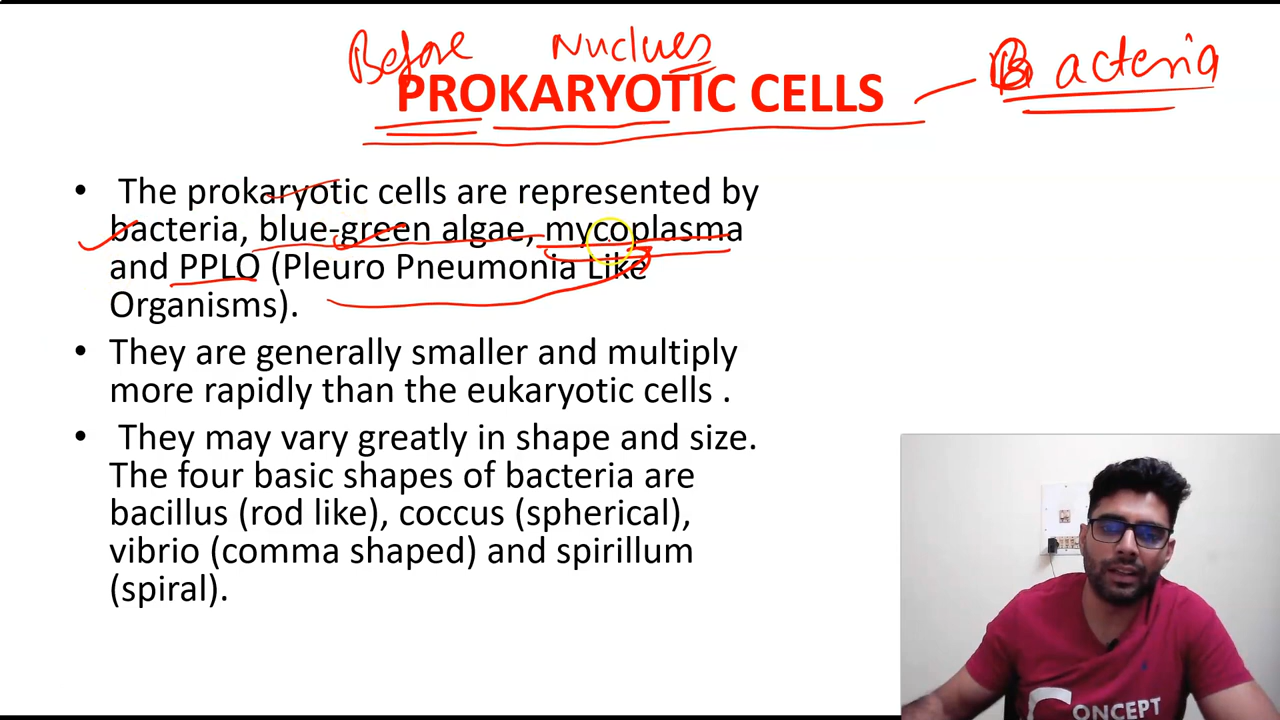 Before Nuclues
PROKARYOTIC CELLS
Bacteria
• The prokaryotic cells are represented by
bacteria, blue-green algae, mycoplasma
and PPLO (Pleuro Pneumonia Like
Organisms).
• They are generally smaller and multiply
more rapidly than the eukaryotic cells .
• They may vary greatly in shape and size.
The four basic shapes of bacteria are
bacillus (rod like), coccus (spherical),
vibrio (comma shaped) and spirillum
(spiral).
CONCEPT